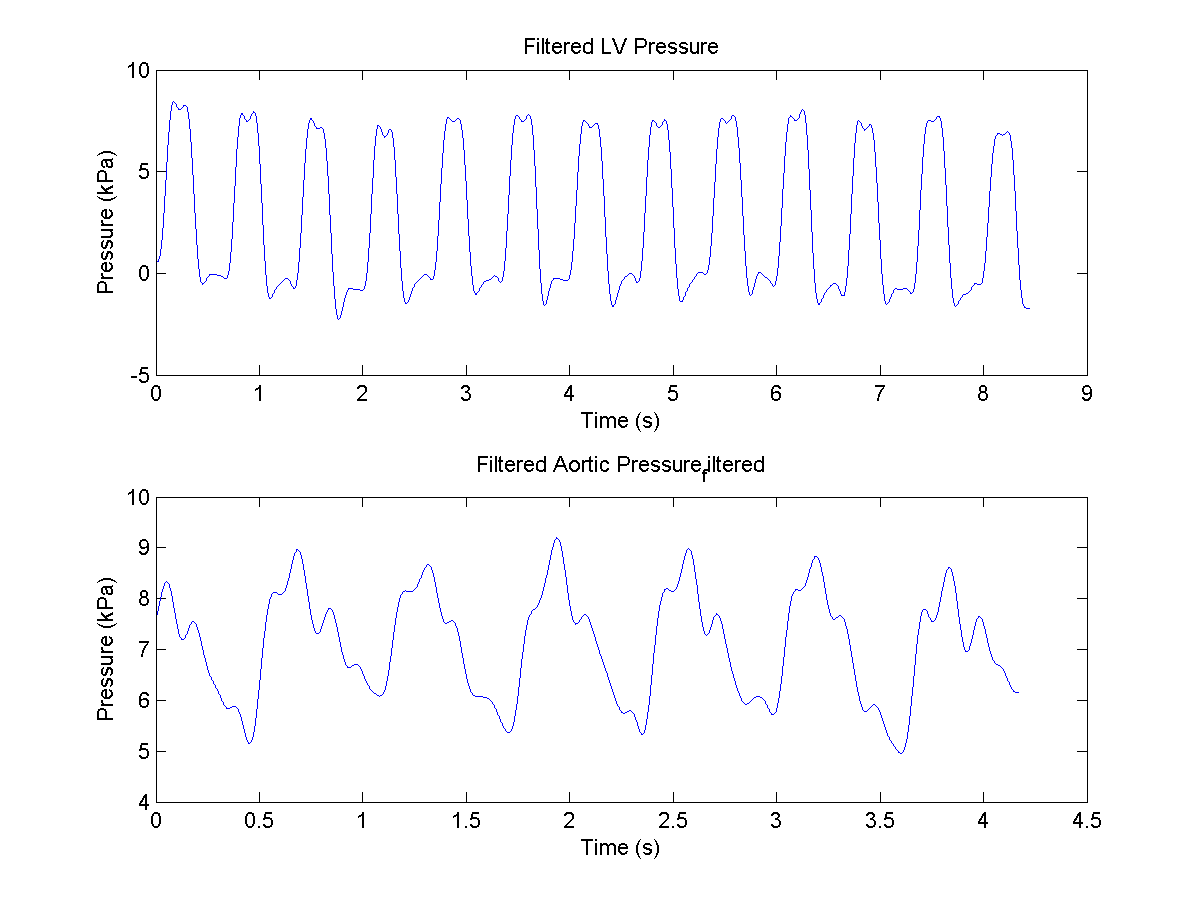 Filtered LV Pressure
10
5
0
-5
Pressure (kPa)
0 1 2 3 4 5 6 7 8 9
Time (s)
Filtered Aortic Pressure_filtered
10
9
8
7
6
5
4
Pressure (kPa)
0 0.5 1 1.5 2 2.5 3 3.5 4 4.5
Time (s)